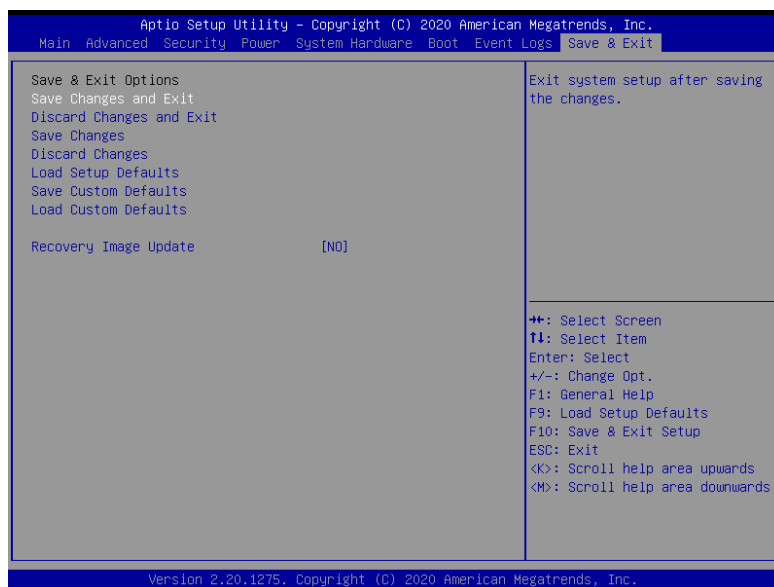 Aptio Setup Utility – Copyright (C) 2020 American Megatrends, Inc.
Main Advanced Security Power System Hardware Boot Event Logs Save & Exit
Save & Exit Options
Save Changes and Exit
Discard Changes and Exit
Save Changes
Discard Changes
Load Setup Defaults
Save Custom Defaults
Load Custom Defaults
Recovery Image Update [NO]
Exit system setup after saving
the changes.
→←: Select Screen
↑↓: Select Item
Enter: Select
+/-: Change Opt.
F1: General Help
F9: Load Setup Defaults
F10: Save & Exit Setup
ESC: Exit
<K>: Scroll help area upwards
<M>: Scroll help area downwards
Version 2.20.1275. Copyright (C) 2020 American Megatrends, Inc.